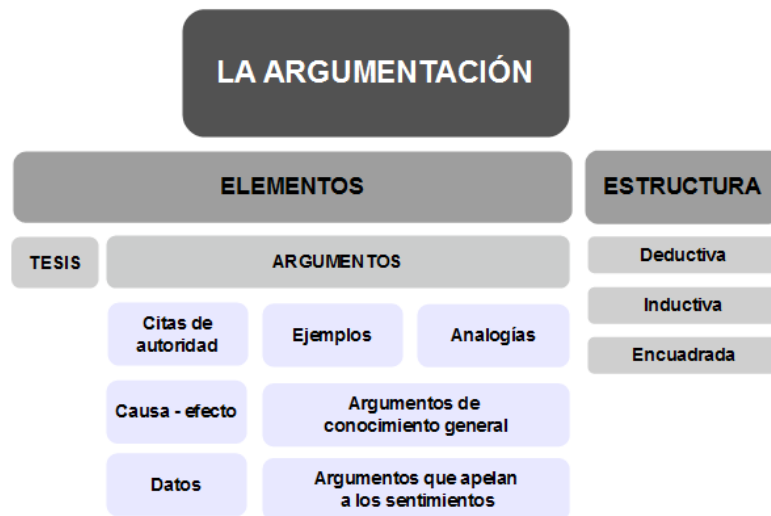 LA ARGUMENTACIÓN
ELEMENTOS
ESTRUCTURA
TESIS
ARGUMENTOS
Deductiva
Inductiva
Encuadrada
Citas de
autoridad
Ejemplos
Analogías
Causa - efecto
Argumentos de
conocimiento general
Datos
Argumentos que apelan
a los sentimientos